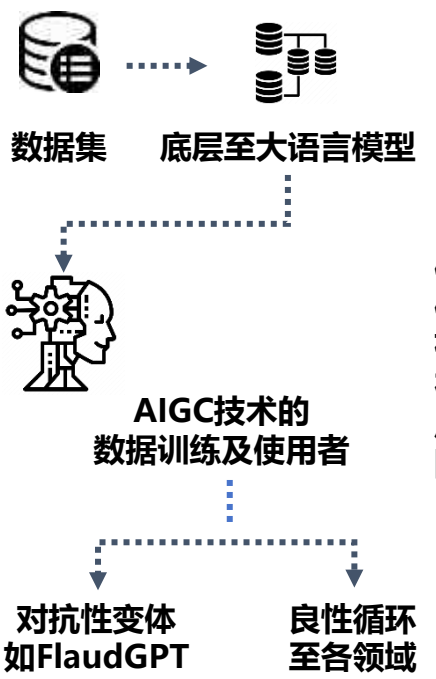 数据集
底层至大语言模型
AIGC技术的
数据训练及使用者
对抗性变体
如FlaudGPT
良性循环
至各领域